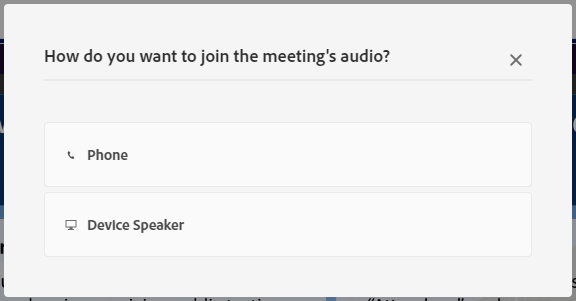 How do you want to join the meeting's audio?
Phone
Device Speaker